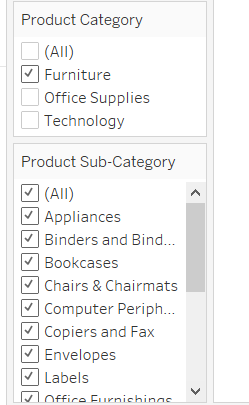 Product Category
(All)
Furniture
Office Supplies
Technology
Product Sub-Category
(All)
Appliances
Binders and Bind...
Bookcases
Chairs & Chairmats
Computer Periph...
Copiers and Fax
Envelopes
Labels
Office Furnishings